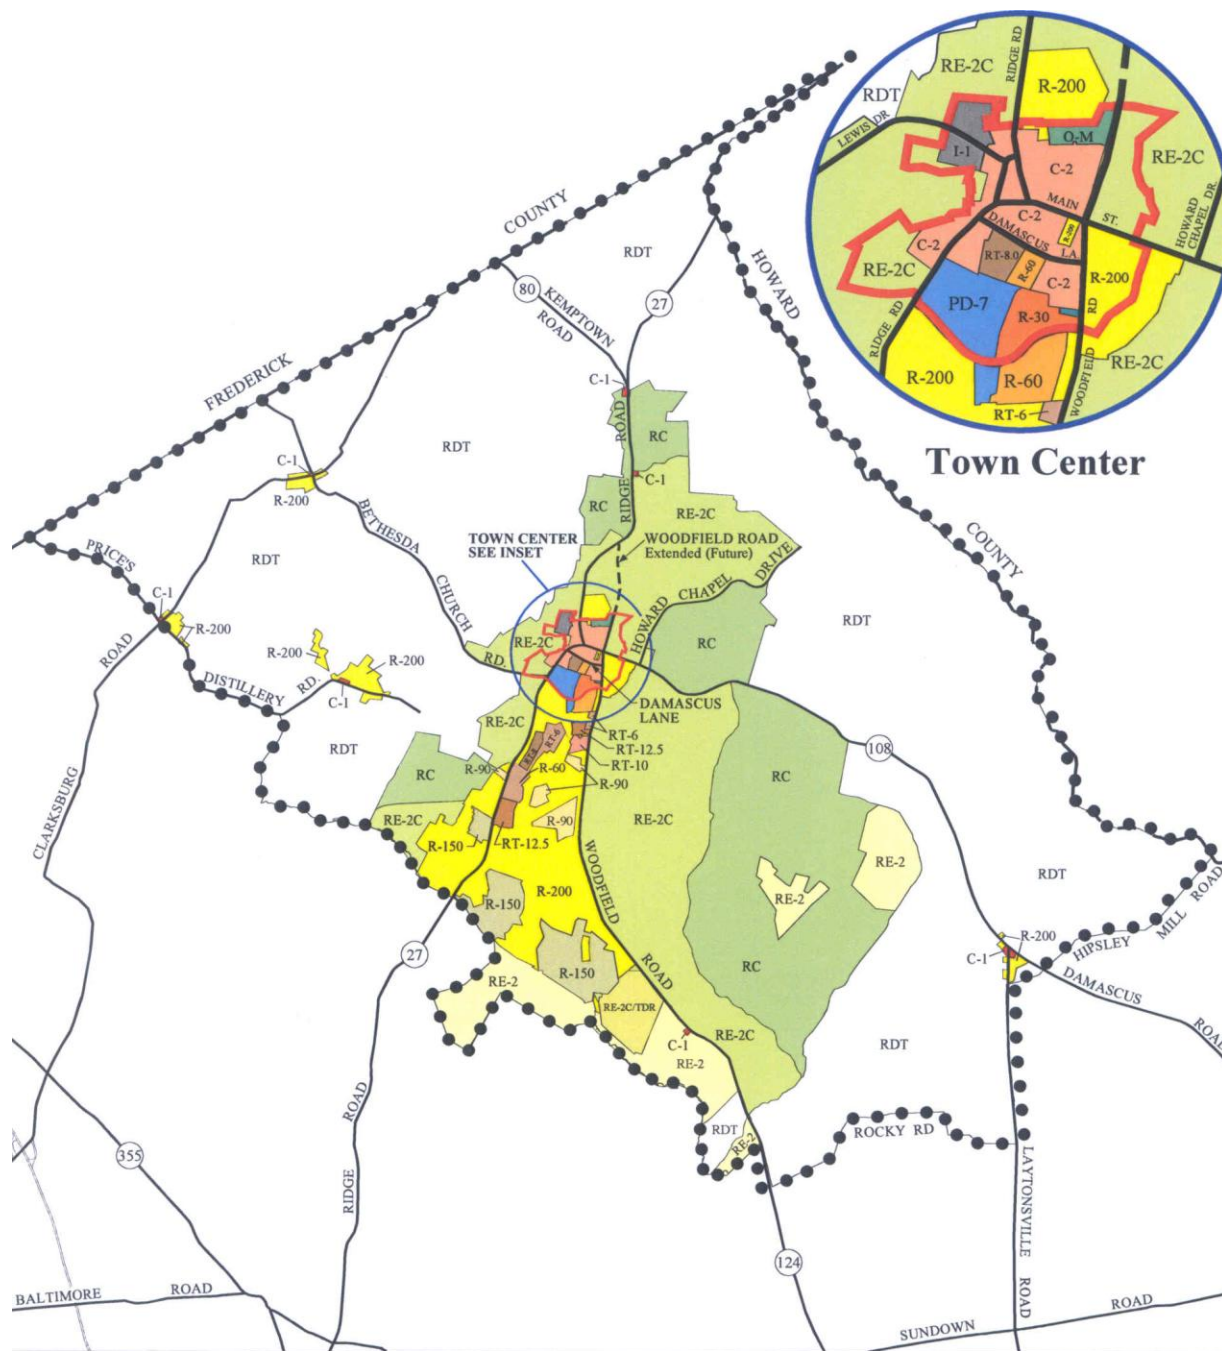 RIDGE RD
RE-2C
R-200
RDT
LEWIS DR
O-M
I-1
RE-2C
C-2
HOWARD
CHAPEL DR.
MAIN
ST.
C-2
DAMASCUS
LA.
R-200
C-2
RT-8.0
R-60
RE-2C
C-2
R-200
PD-7
R-30
RD
RIDGE RD
RE-2C
R-200
R-60
WOODFIELD
RT-6
Town Center
COUNTY
FREDERICK
HOWARD
COUNTY
RDT
80
KEMPTOWN
ROAD
27
C-1
ROAD
RIDGE
RC
RDT
C-1
R-200
C-1
RC
RE-2C
BETHESDA
CHURCH
RD.
TOWN CENTER
SEE INSET
WOODFIELD ROAD
Extended (Future)
HOWARD
CHAPEL
DRIVE
PRICE'S
DISTILLERY
RD.
RDT
C-1
R-200
ROAD
CLARKSBURG
R-200
R-200
C-1
RDT
RE-2C
RC
RDT
DAMASCUS
LANE
RE-2C
RT-6
RT-12.5
RT-10
RT-6
R-60
R-90
R-90
RC
RE-2C
R-90
R-150
RT-12.5
RE-2C
108
RC
RE-2
RE-2
RC
R-200
R-150
R-150
WOODFIELD
ROAD
27
RE-2
RE-2C/TDR
C-1
RE-2
RE-2C
RDT
RDT
R-200
C-1
HIPSLEY
MILL
ROAD
DAMASCUS
ROAD
RDT
RE-2
ROCKY RD
ROAD
RIDGE
355
124
LAYTONSVILLE
ROAD
BALTIMORE
ROAD
SUNDOWN
ROAD